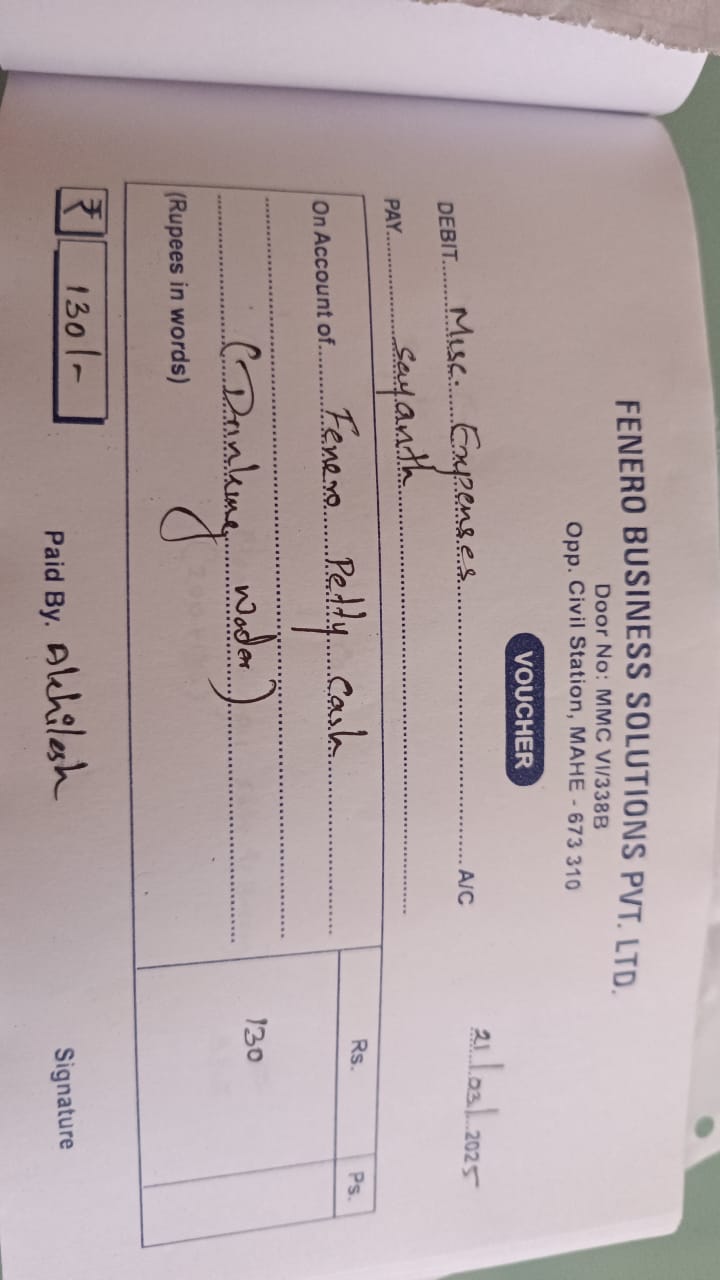 FENERO BUSINESS SOLUTIONS PVT. LTD.
Door No: MMC VI/338B
Opp. Civil Station, MAHE - 673 310
VOUCHER
21/03/2025
DEBIT Misc. Expenses A/C
PAY Sayanth
Rs. Ps.
On Account of Fenero Petty Cash
(Drinking Water) 130
(Rupees in words)
₹ 130/- Paid By. Akhilesh Signature